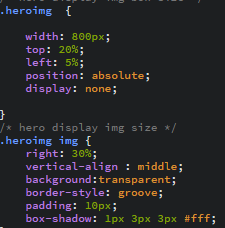 .heroimg {
width: 800px;
top: 20%;
left: 5%;
position: absolute;
display: none;
}
/* hero display img size */
.heroimg img {
right: 30%;
vertical-align : middle;
background:transparent;
border-style: groove;
padding: 10px;
box-shadow: 1px 3px 3px #fff;